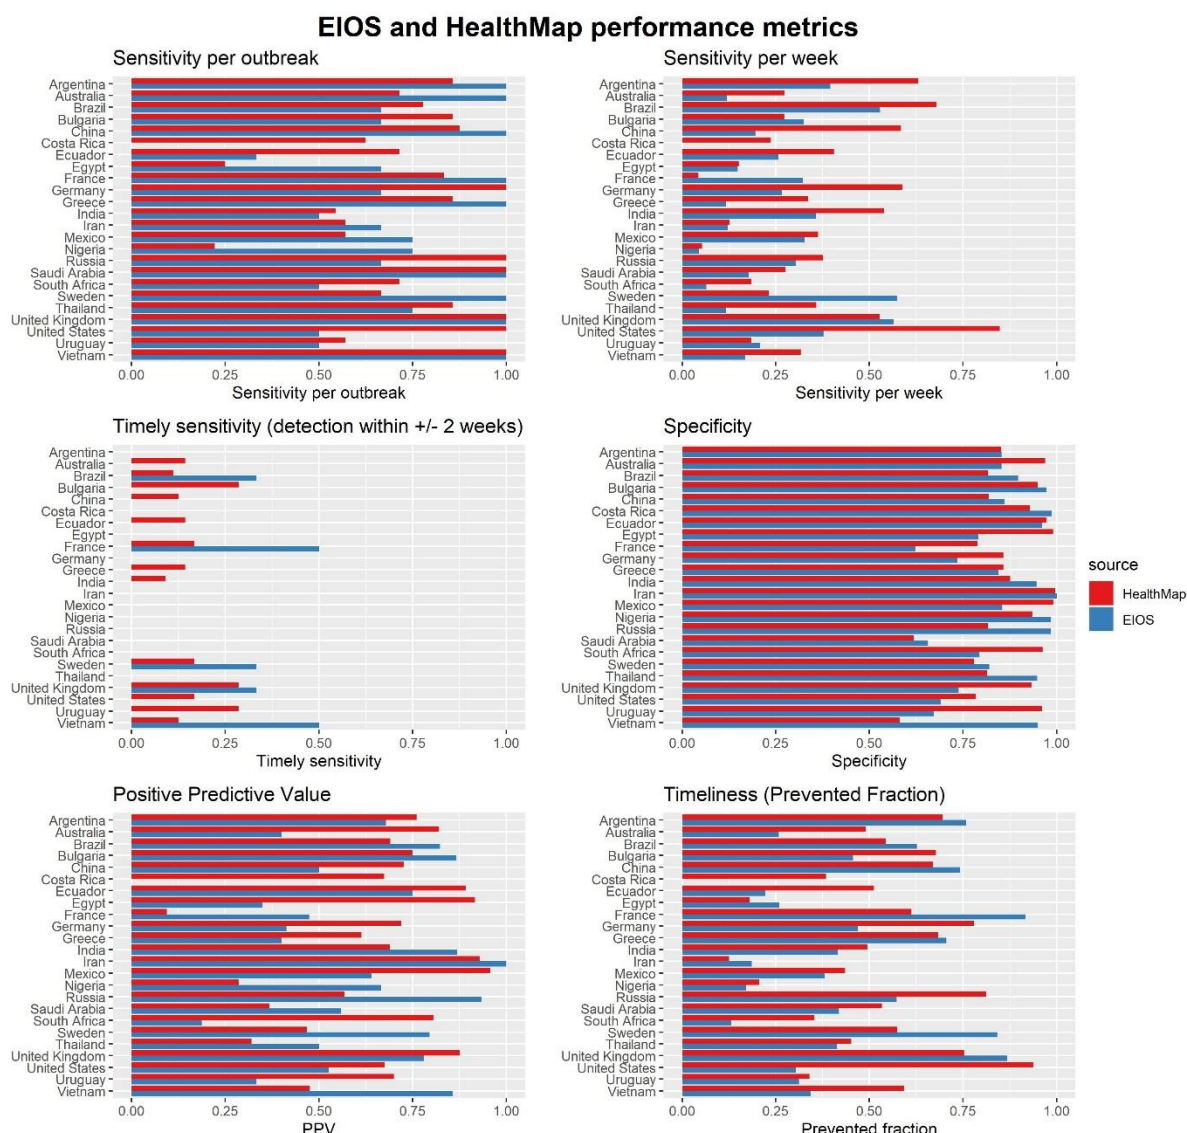 EIOS and HealthMap performance metrics
Sensitivity per outbreak
Argentina
Australia
Brazil
Bulgaria
China
Costa Rica
Ecuador
Egypt
France
Germany
Greece
India
Iran
Mexico
Nigeria
Russia
Saudi Arabia
South Africa
Sweden
Thailand
United Kingdom
United States
Uruguay
Vietnam
0.00 0.25 0.50 0.75 1.00
Sensitivity per outbreak
Sensitivity per week
Argentina
Australia
Brazil
Bulgaria
China
Costa Rica
Ecuador
Egypt
France
Germany
Greece
India
Iran
Mexico
Nigeria
Russia
Saudi Arabia
South Africa
Sweden
Thailand
United Kingdom
United States
Uruguay
Vietnam
0.00 0.25 0.50 0.75 1.00
Sensitivity per week
Timely sensitivity (detection within +/- 2 weeks)
Argentina
Australia
Brazil
Bulgaria
China
Costa Rica
Ecuador
Egypt
France
Germany
Greece
India
Iran
Mexico
Nigeria
Russia
Saudi Arabia
South Africa
Sweden
Thailand
United Kingdom
United States
Uruguay
Vietnam
0.00 0.25 0.50 0.75 1.00
Timely sensitivity
Specificity
Argentina
Australia
Brazil
Bulgaria
China
Costa Rica
Ecuador
Egypt
France
Germany
Greece
India
Iran
Mexico
Nigeria
Russia
Saudi Arabia
South Africa
Sweden
Thailand
United Kingdom
United States
Uruguay
Vietnam
0.00 0.25 0.50 0.75 1.00
Specificity
source
HealthMap
EIOS
Positive Predictive Value
Argentina
Australia
Brazil
Bulgaria
China
Costa Rica
Ecuador
Egypt
France
Germany
Greece
India
Iran
Mexico
Nigeria
Russia
Saudi Arabia
South Africa
Sweden
Thailand
United Kingdom
United States
Uruguay
Vietnam
0.00 0.25 0.50 0.75 1.00
PPV
Timeliness (Prevented Fraction)
Argentina
Australia
Brazil
Bulgaria
China
Costa Rica
Ecuador
Egypt
France
Germany
Greece
India
Iran
Mexico
Nigeria
Russia
Saudi Arabia
South Africa
Sweden
Thailand
United Kingdom
United States
Uruguay
Vietnam
0.00 0.25 0.50 0.75 1.00
Prevented fraction